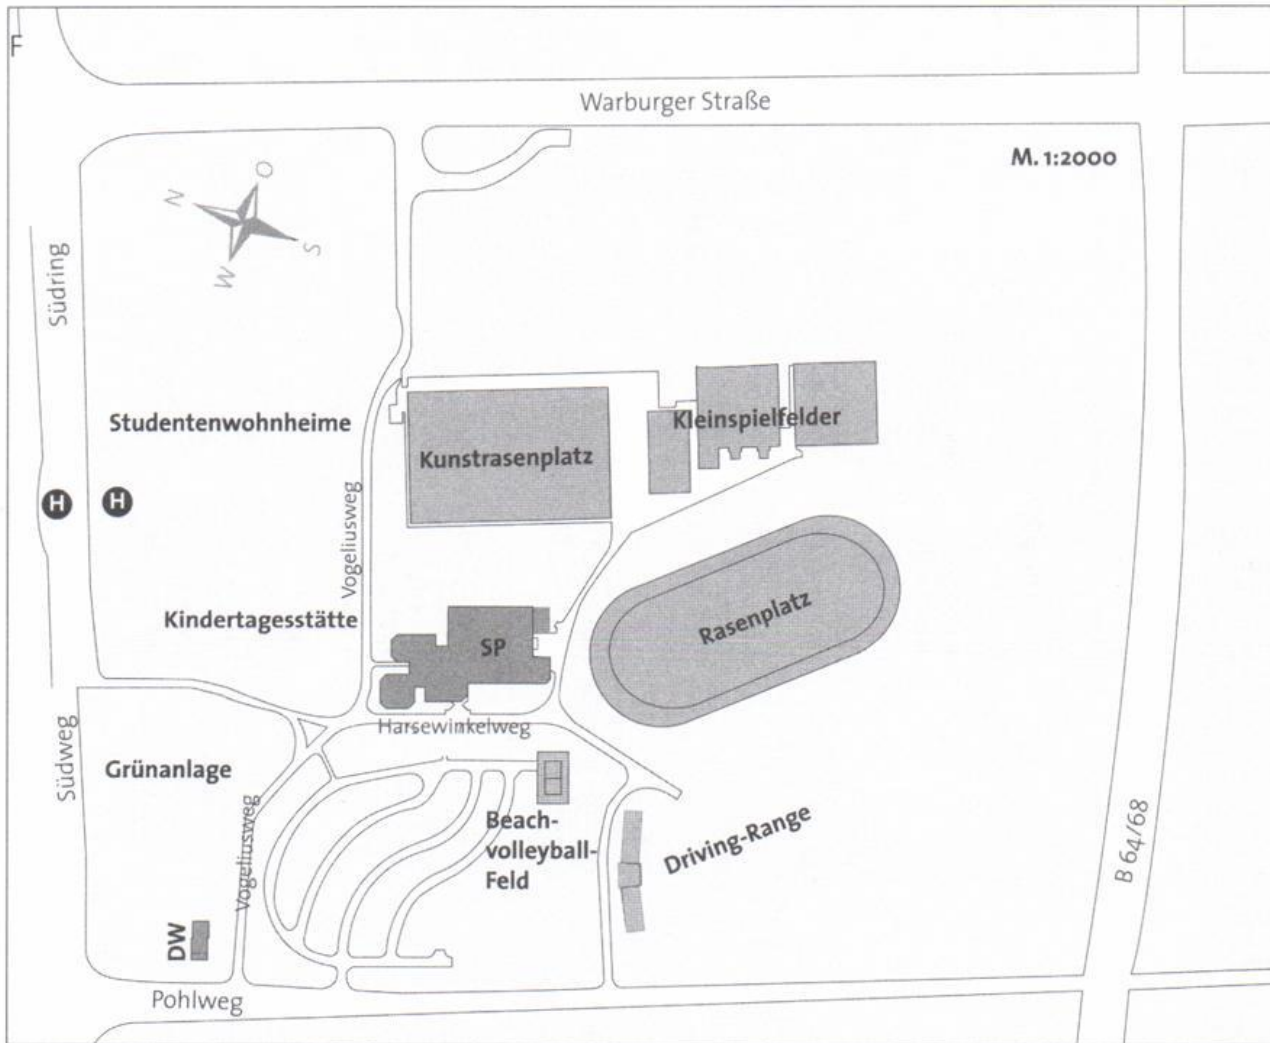 F
Warburger Straße
M. 1:2000
N
O
S
W
Südring
Studentenwohnheime
Kleinspielfelder
Kunstrasenplatz
H
H
Vogeliusweg
Kindertagesstätte
SP
Rasenplatz
Harsewinkelweg
Südweg
Grünanlage
Vogeliusweg
Beach-
volleyball-
Feld
Driving-Range
B 64/68
DW
Pohlweg